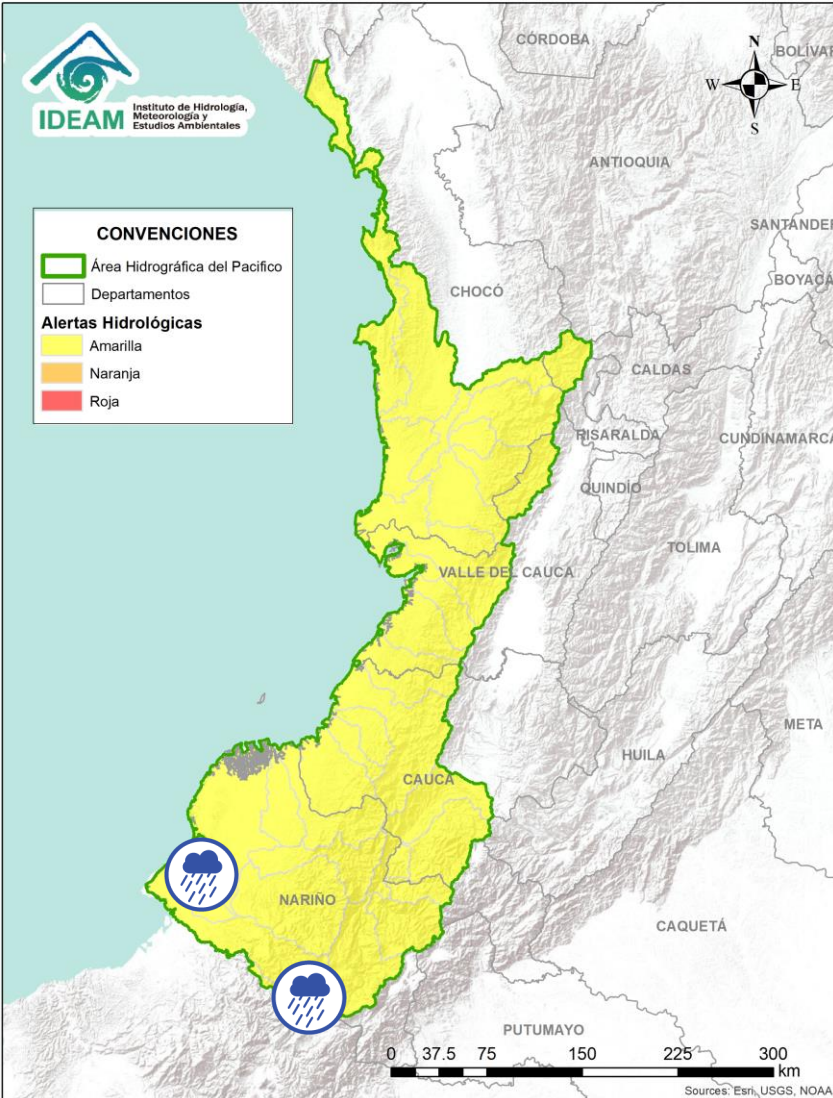 IDEAM
Instituto de Hidrología,
Meteorología y
Estudios Ambientales
CONVENCIONES
Área Hidrográfica del Pacifico
Departamentos
Alertas Hidrológicas
Amarilla
Naranja
Roja
N
W
E
S
CÓRDOBA
BOLÍVAR
ANTIOQUIA
SANTANDER
BOYACÁ
CHOCÓ
CALDAS
RISARALDA
CUNDINAMARCA
QUINDÍO
TOLIMA
VALLE DEL CAUCA
META
HUILA
CAUCA
NARIÑO
CAQUETÁ
PUTUMAYO
0 37.5 75 150 225 300
km
Sources: Esri, USGS, NOAA